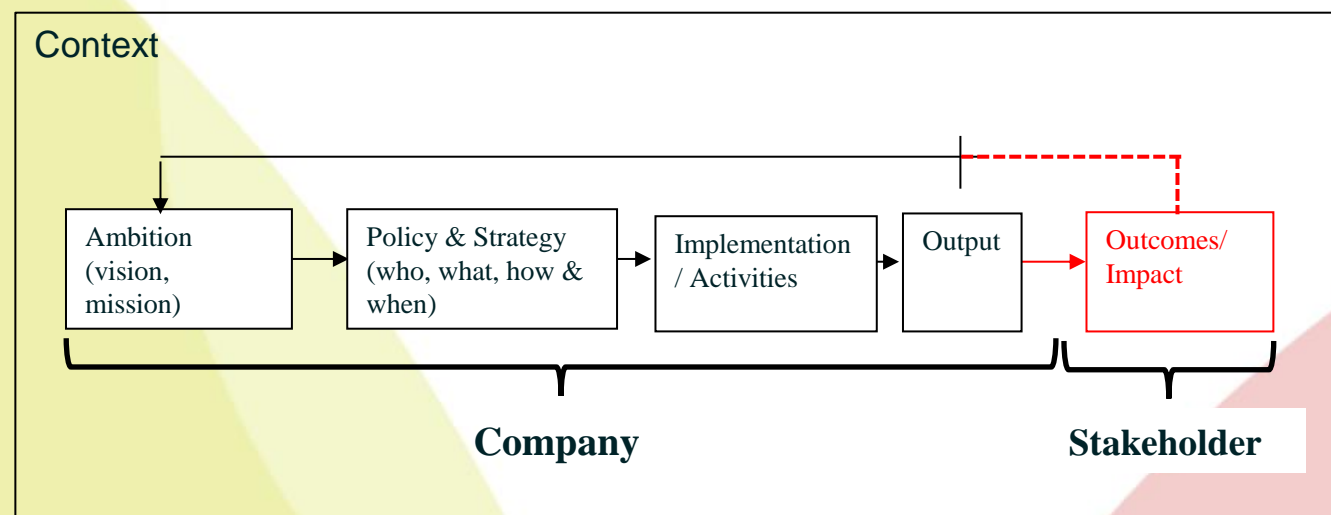 Context
Ambition
(vision,
mission)
Policy & Strategy
(who, what, how &
when)
Implementation
/ Activities
Output
Outcomes/
Impact
Company
Stakeholder